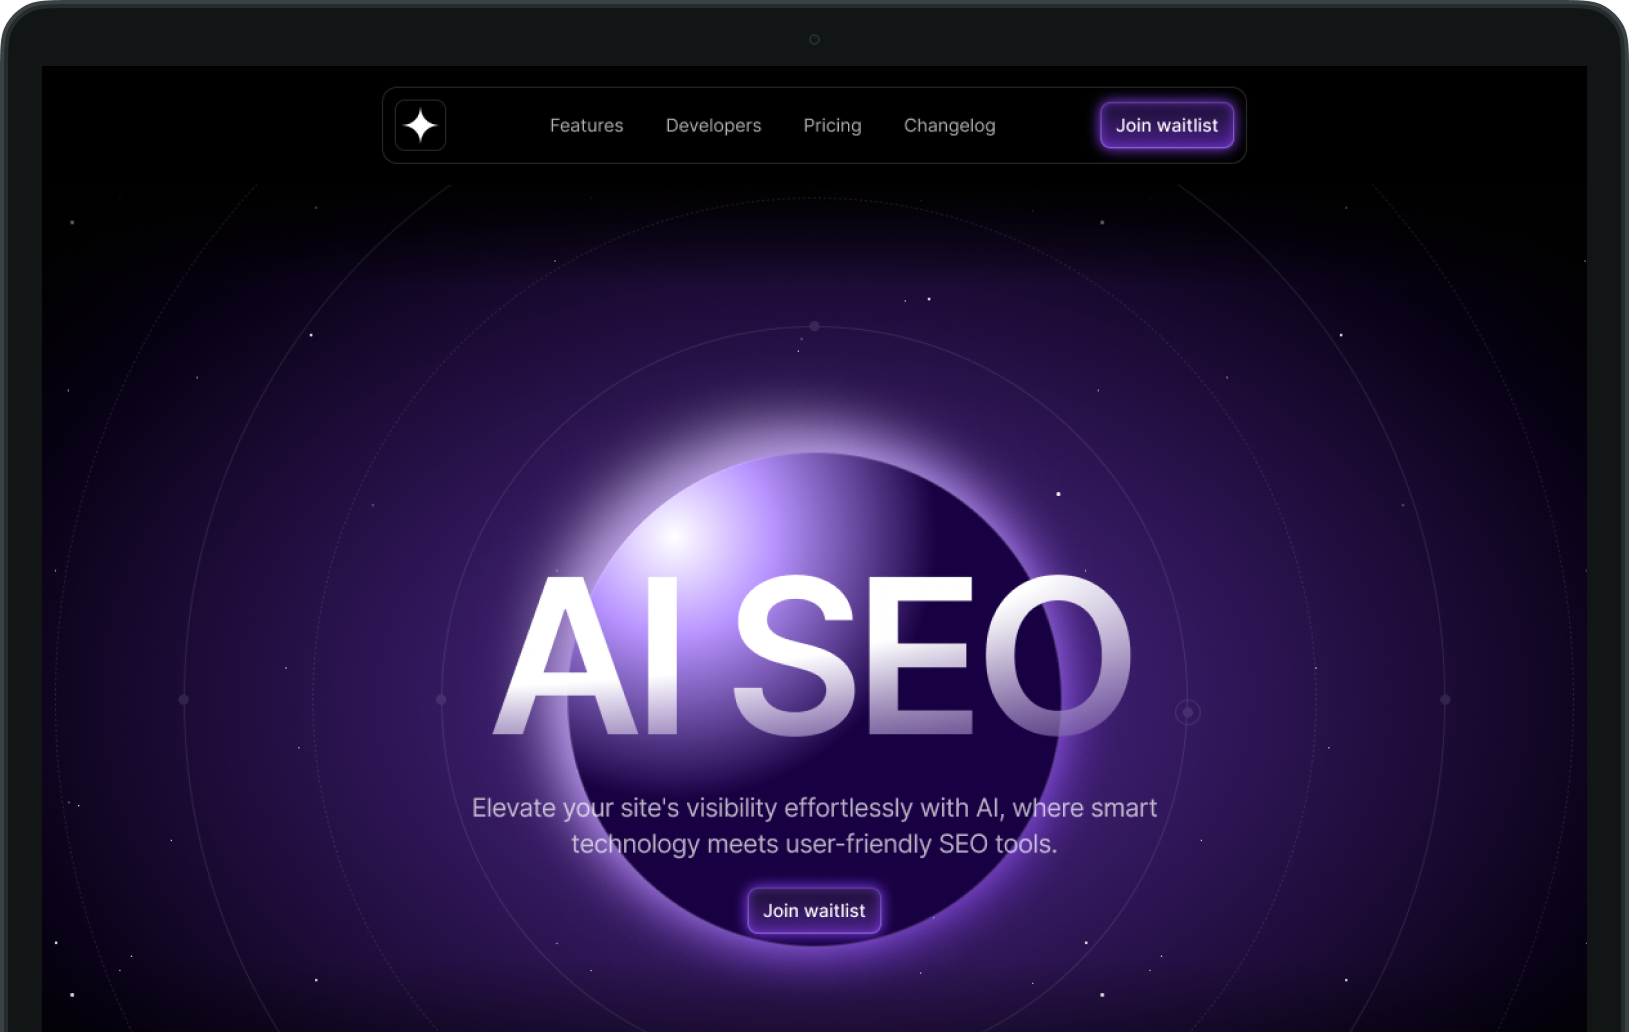 Features Developers Pricing Changelog Join waitlist
AI SEO
Elevate your site's visibility effortlessly with AI, where smart
technology meets user-friendly SEO tools.
Join waitlist